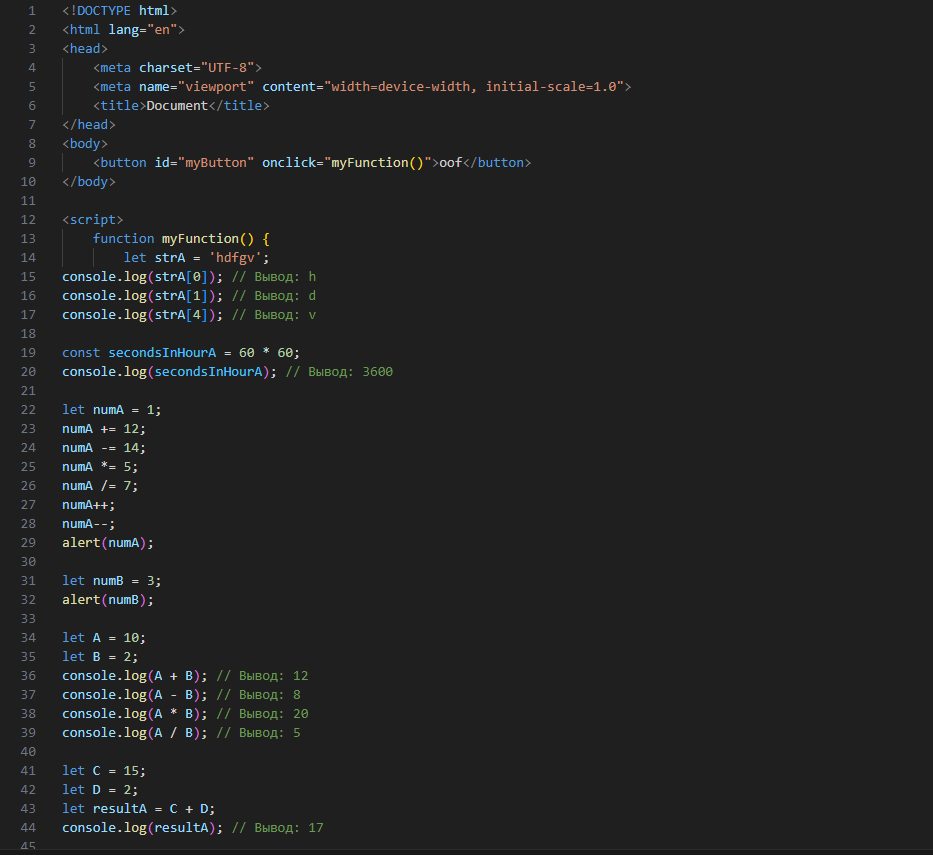 1 <!DOCTYPE html>
2 <html lang="en">
3 <head>
4     <meta charset="UTF-8">
5     <meta name="viewport" content="width=device-width, initial-scale=1.0">
6     <title>Document</title>
7 </head>
8 <body>
9     <button id="myButton" onclick="myFunction()">oof</button>
10 </body>
11
12 <script>
13     function myFunction() {
14         let strA = 'hdfgv';
15 console.log(strA[0]); // Вывод: h
16 console.log(strA[1]); // Вывод: d
17 console.log(strA[4]); // Вывод: v
18
19 const secondsInHourA = 60 * 60;
20 console.log(secondsInHourA); // Вывод: 3600
21
22 let numA = 1;
23 numA += 12;
24 numA -= 14;
25 numA *= 5;
26 numA /= 7;
27 numA++;
28 numA--;
29 alert(numA);
30
31 let numB = 3;
32 alert(numB);
33
34 let A = 10;
35 let B = 2;
36 console.log(A + B); // Вывод: 12
37 console.log(A - B); // Вывод: 8
38 console.log(A * B); // Вывод: 20
39 console.log(A / B); // Вывод: 5
40
41 let C = 15;
42 let D = 2;
43 let resultA = C + D;
44 console.log(resultA); // Вывод: 17
45